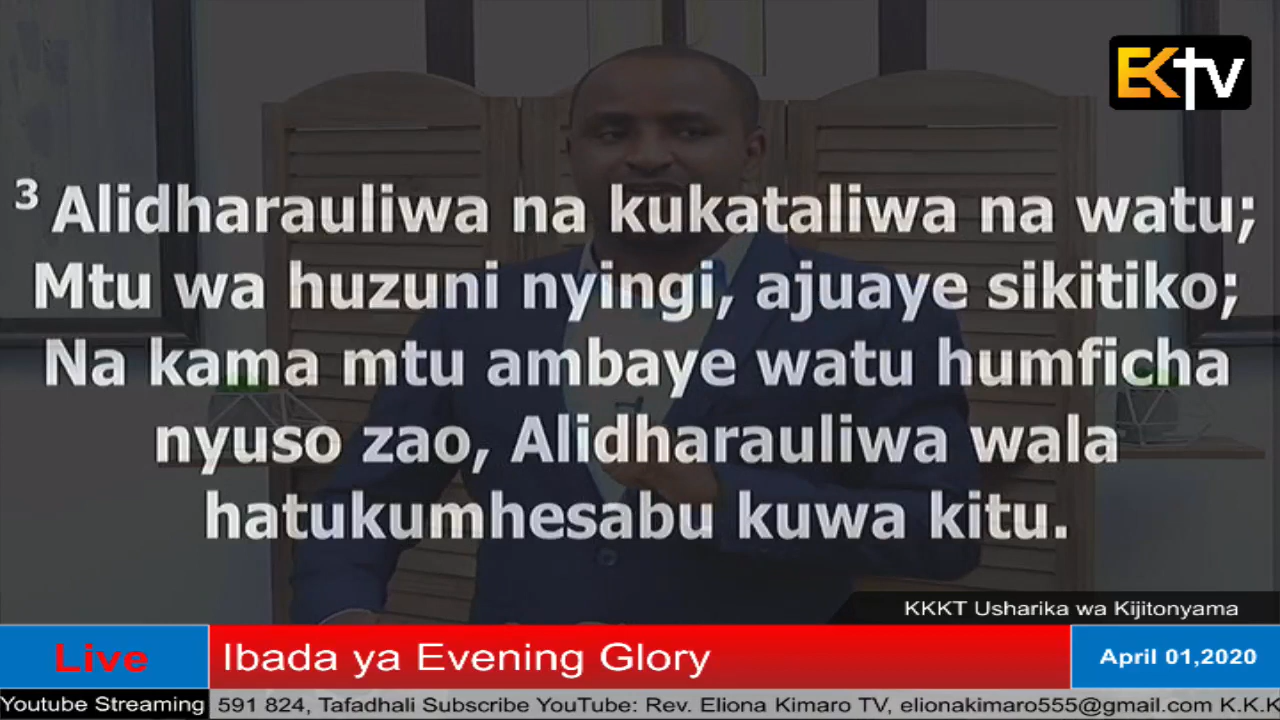 EKTV
3 Alidharauliwa na kukataliwa na watu;
Mtu wa huzuni nyingi, ajuaye sikitiko;
Na kama mtu ambaye watu humficha
nyuso zao, Alidharauliwa wala
hatukumhesabu kuwa kitu.
KKKT Usharika wa Kijitonyama
Live
Ibada ya Evening Glory
April 01,2020
Youtube Streaming
591 824, Tafadhali Subscribe YouTube: Rev. Eliona Kimaro TV, elionakimaro555@gmail.com K.K.K